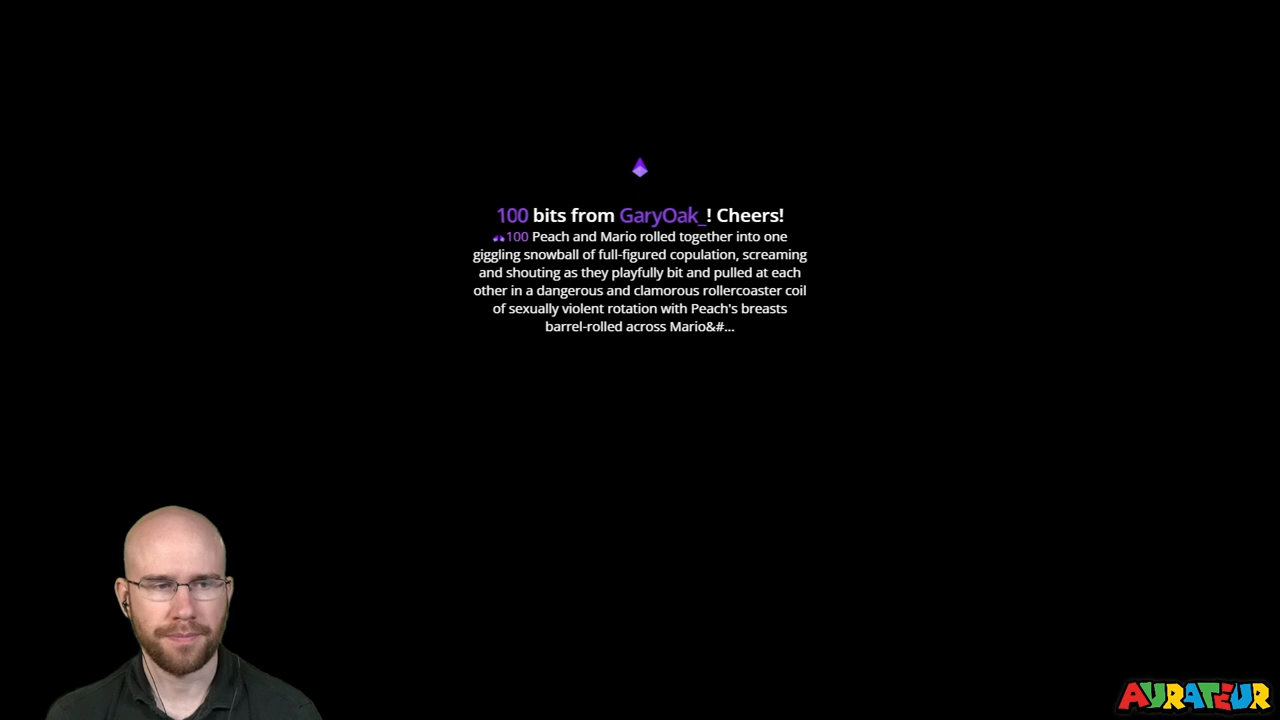 100 bits from GaryOak_! Cheers!
100 Peach and Mario rolled together into one
giggling snowball of full-figured copulation, screaming
and shouting as they playfully bit and pulled at each
other in a dangerous and clamorous rollercoaster coil
of sexually violent rotation with Peach's breasts
barrel-rolled across Mario&#...
AURATEUR